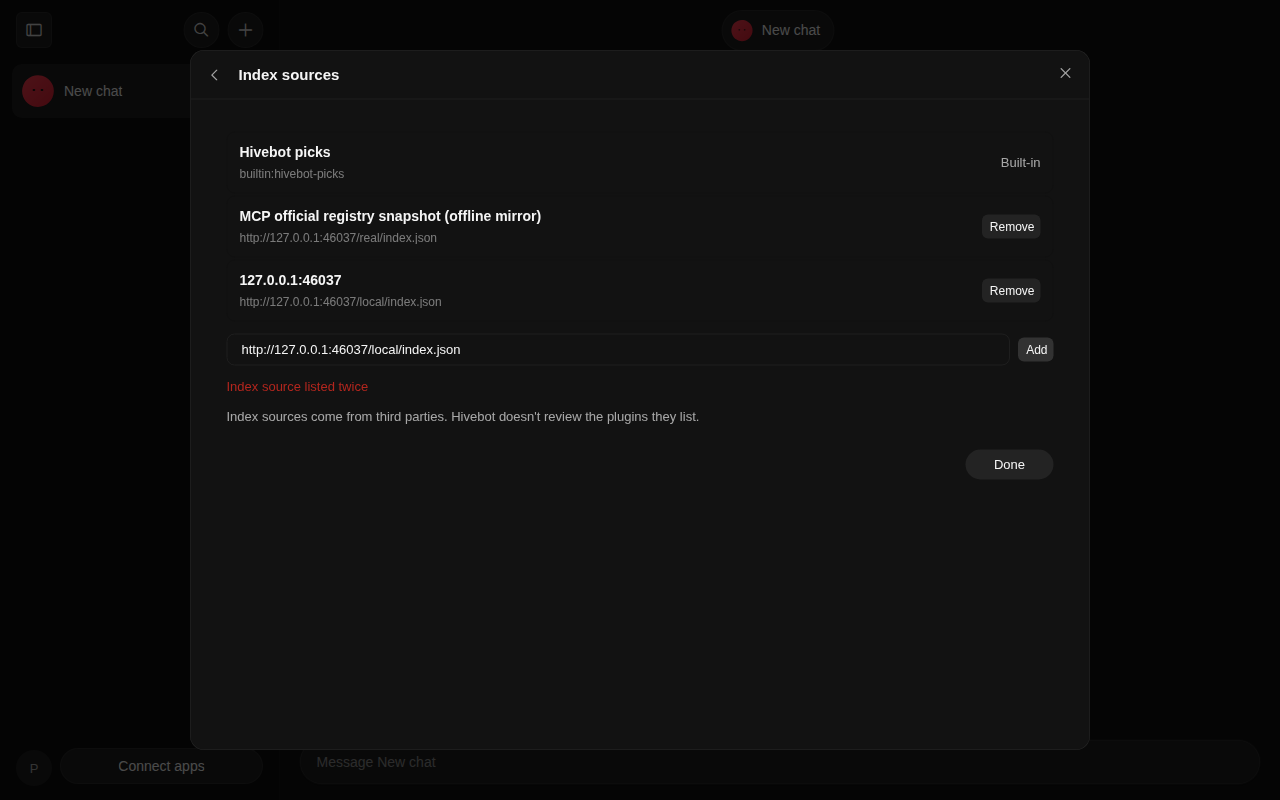 New chat
New chat
Index sources
Hivebot picks
builtin:hivebot-picks
Built-in
MCP official registry snapshot (offline mirror)
http://127.0.0.1:46037/real/index.json
Remove
127.0.0.1:46037
http://127.0.0.1:46037/local/index.json
Remove
http://127.0.0.1:46037/local/index.json
Add
Index source listed twice
Index sources come from third parties. Hivebot doesn't review the plugins they list.
Done
P
Connect apps
Message New chat